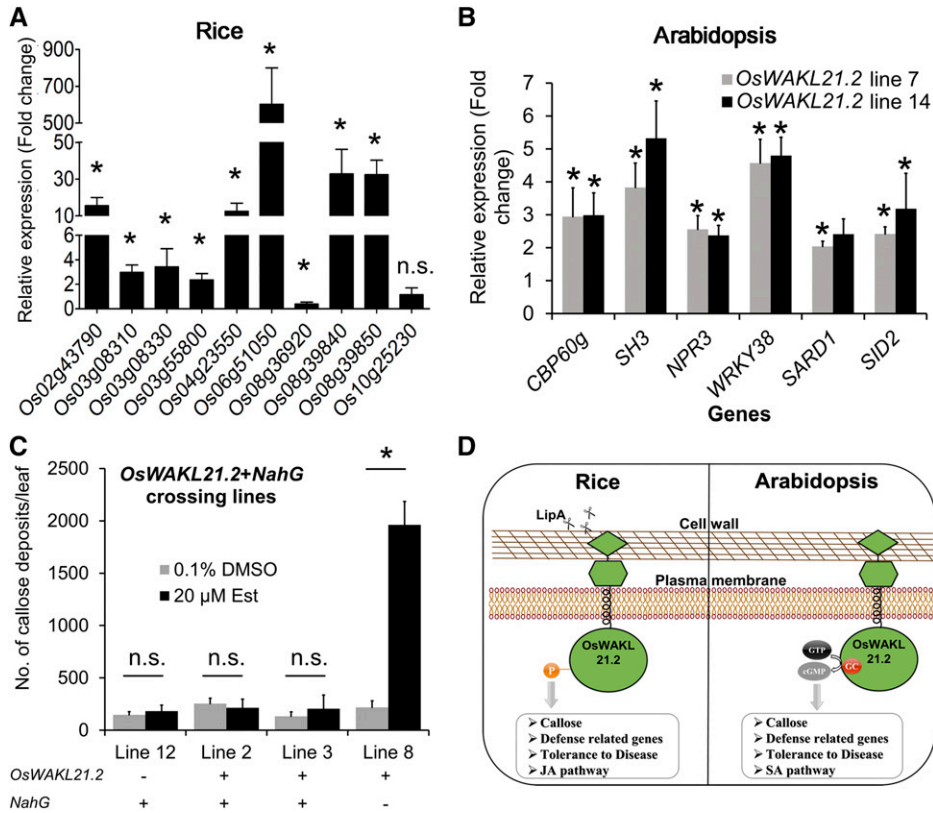 A
Rice
Relative expression (Fold change)
900
700
500
50
30
10
6
4
2
0
*
*
*
*
*
*
*
*
*
n.s.
Os02g43790
Os03g08310
Os03g08330
Os03g55800
Os04g23550
Os06g51050
Os08g36920
Os08g39840
Os08g39850
Os10g25230
B
Arabidopsis
OsWAKL21.2 line 7
OsWAKL21.2 line 14
Relative expression (Fold change)
7
6
5
4
3
2
1
0
* *
* *
* *
* *
*
* *
CBP60g
SH3
NPR3
WRKY38
SARD1
SID2
Genes
C
OsWAKL21.2+NahG
crossing lines
0.1% DMSO
20 µM Est
No. of callose deposits/leaf
2500
2000
1500
1000
500
0
n.s.
n.s.
n.s.
*
Line 12 Line 2 Line 3 Line 8
OsWAKL21.2 - + + +
NahG + + + -
D
Rice
Arabidopsis
LipA
Cell wall
Plasma membrane
OsWAKL
21.2
P
➢ Callose
➢ Defense related genes
➢ Tolerance to Disease
➢ JA pathway
OsWAKL
21.2
GTP
cGMP
GC
➢ Callose
➢ Defense related genes
➢ Tolerance to Disease
➢ SA pathway